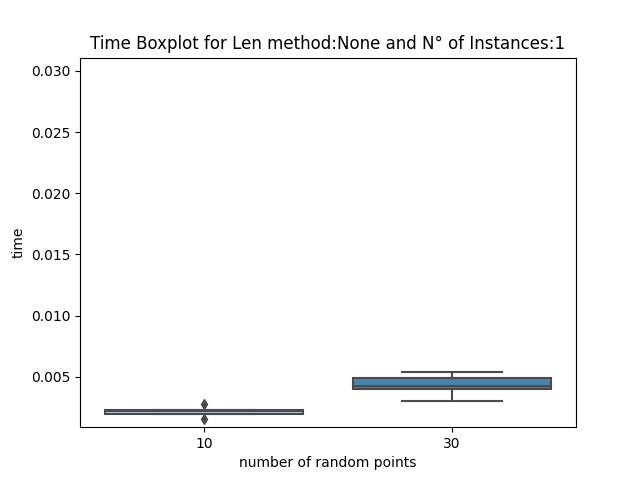 Time Boxplot for Len method:None and N° of Instances:1
0.030
0.025
0.020
0.015
0.010
0.005
time
10
30
number of random points